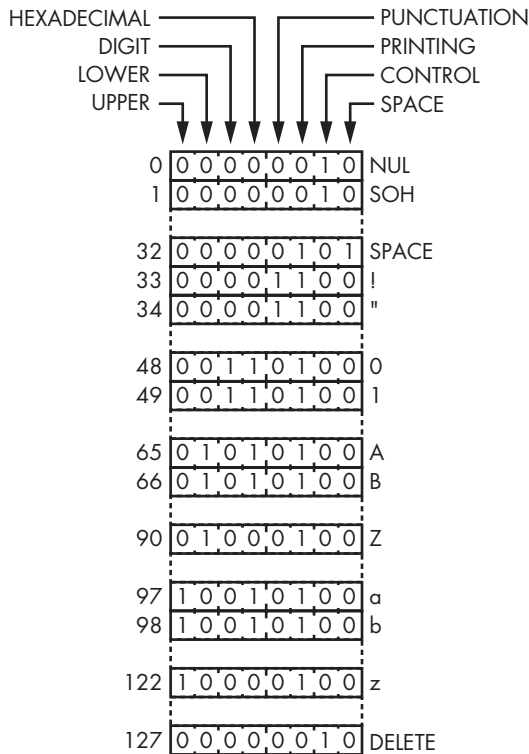 HEXADECIMAL PUNCTUATION
DIGIT PRINTING
LOWER CONTROL
UPPER SPACE
0 0 0 0 0 0 0 1 0 NUL
1 0 0 0 0 0 0 1 0 SOH
32 0 0 0 0 0 1 0 1 SPACE
33 0 0 0 0 1 1 0 0 !
34 0 0 0 0 1 1 0 0 "
48 0 0 1 1 0 1 0 0 0
49 0 0 1 1 0 1 0 0 1
65 0 1 0 1 0 1 0 0 A
66 0 1 0 1 0 1 0 0 B
90 0 1 0 0 0 1 0 0 Z
97 1 0 0 1 0 1 0 0 a
98 1 0 0 1 0 1 0 0 b
122 1 0 0 0 0 1 0 0 z
127 0 0 0 0 0 0 1 0 DELETE